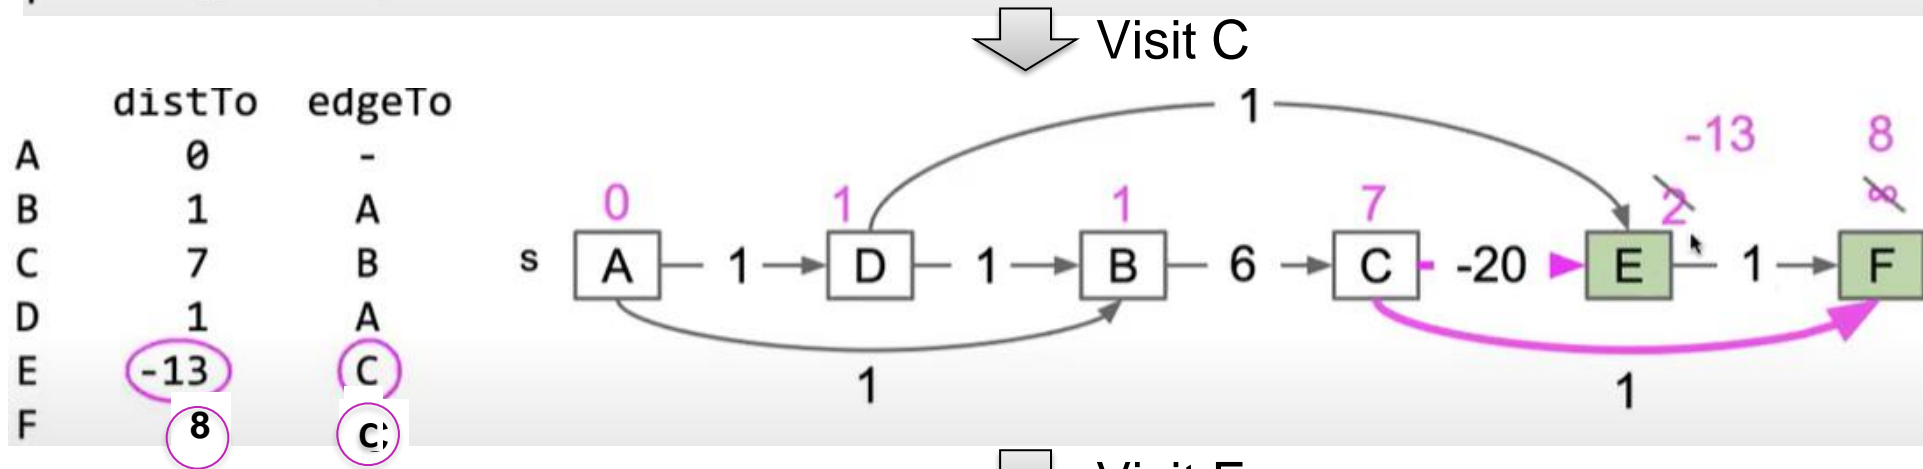 Visit C
distTo edgeTo
A 0 -
B 1 A
C 7 B
D 1 A
E -13 C
F 8 C
1
-13 8
0 1 1 7 2 ∞
s A 1 D 1 B 6 C -20 E 1 F
1 1
Visit